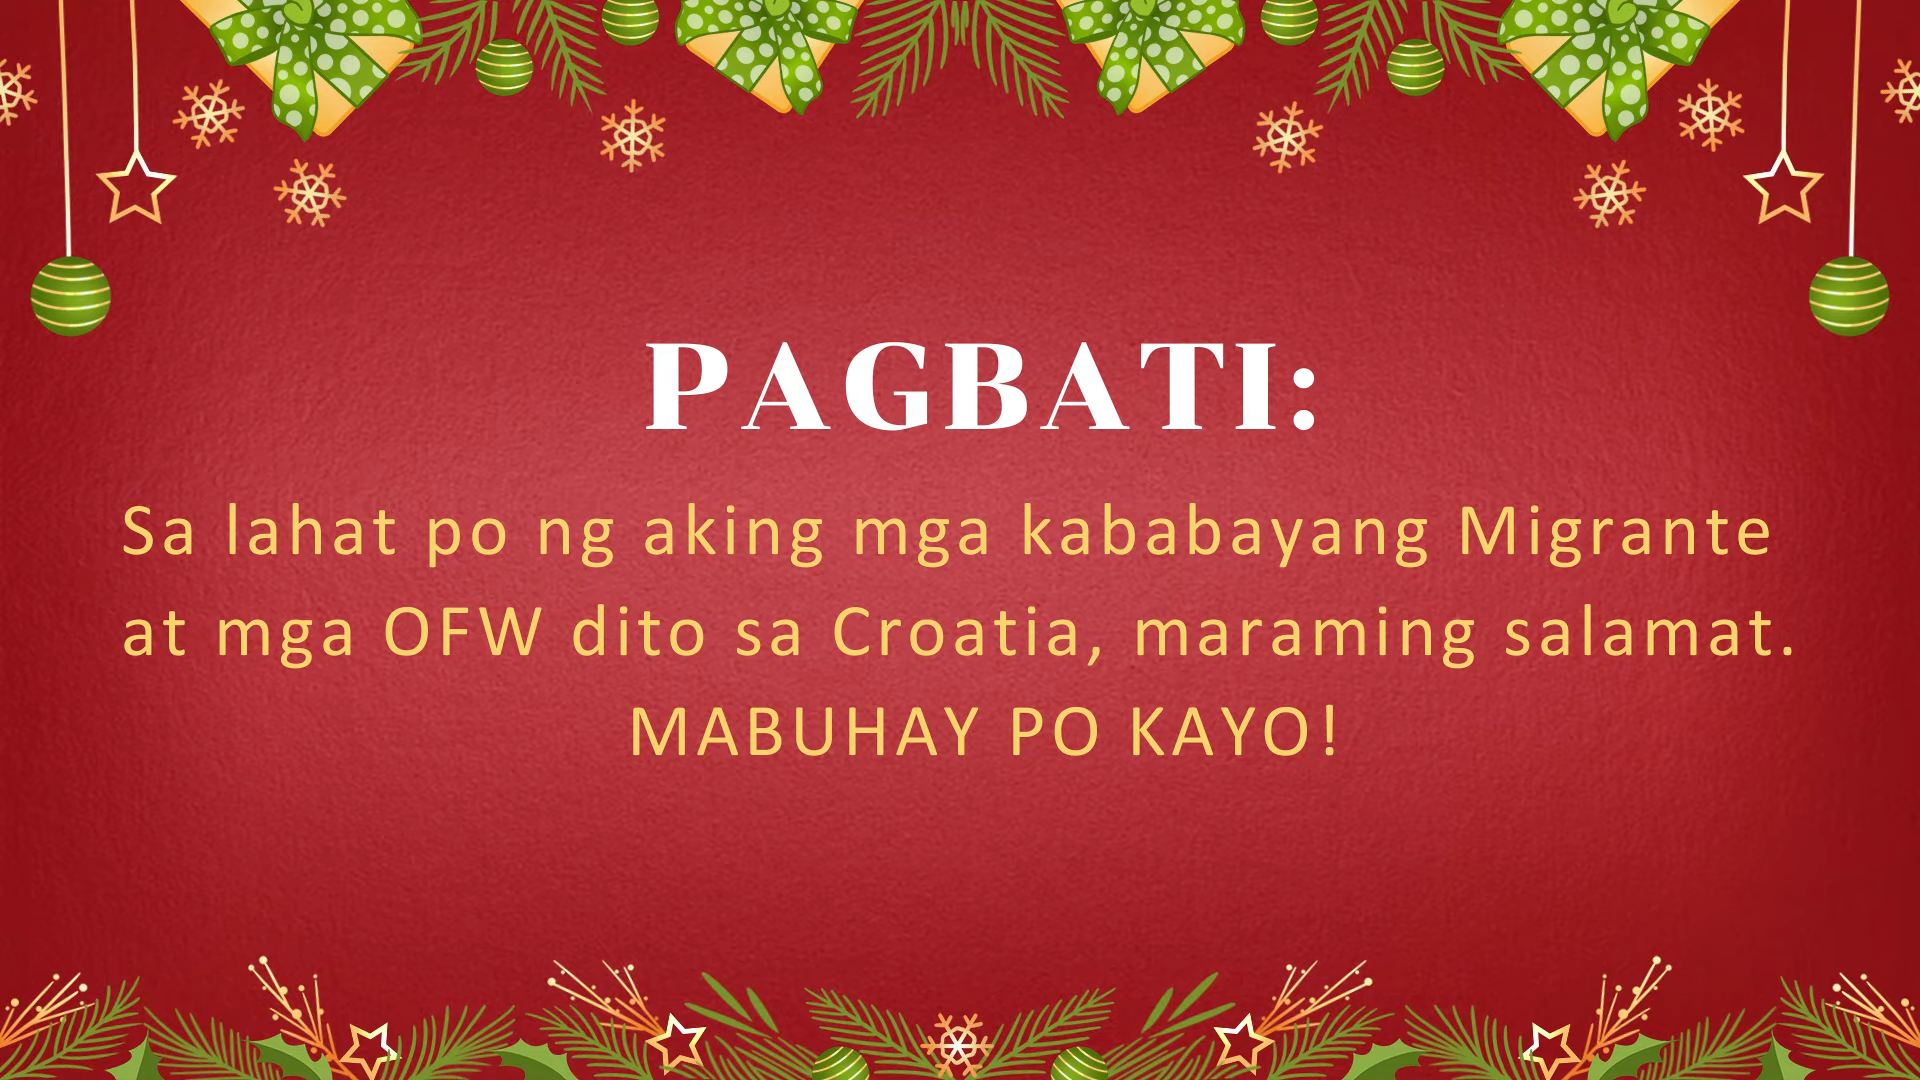 PAGBATI:
Sa lahat po ng aking mga kababayang Migrante
at mga OFW dito sa Croatia, maraming salamat.
MABUHAY PO KAYO!